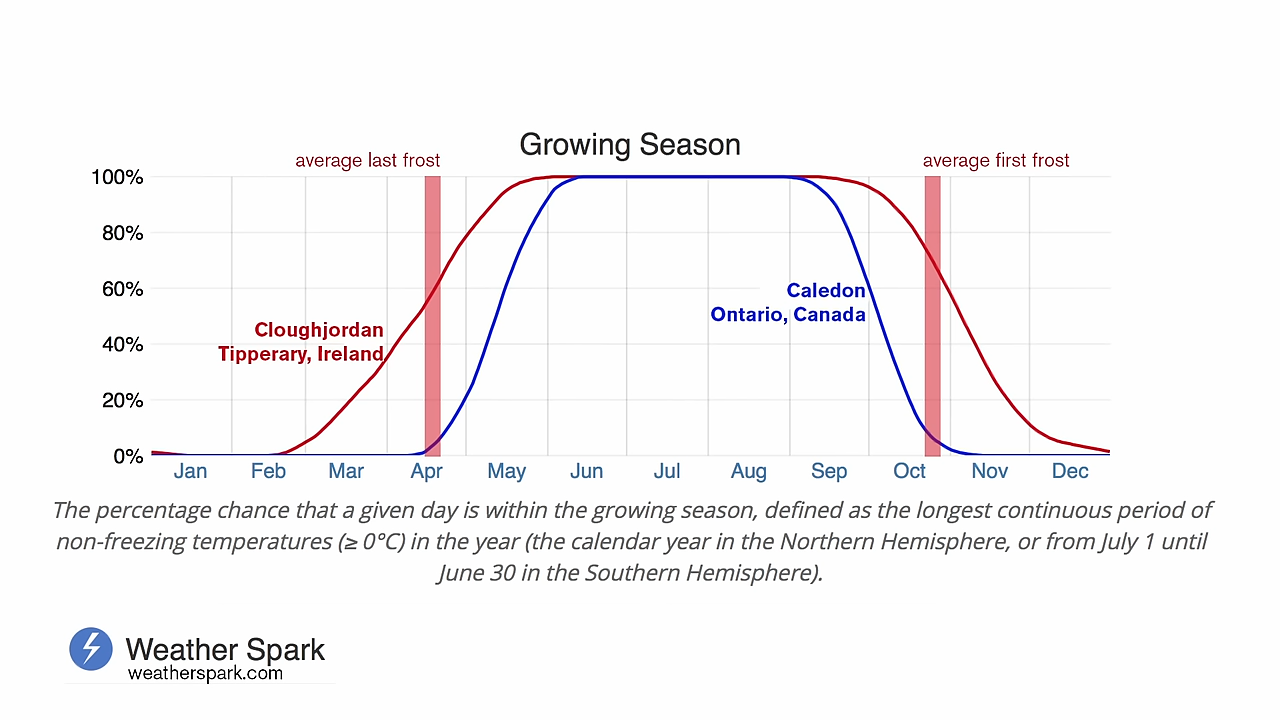 Growing Season
average last frost
average first frost
100%
80%
60%
40%
20%
0%
Cloughjordan
Tipperary, Ireland
Caledon
Ontario, Canada
Jan Feb Mar Apr May Jun Jul Aug Sep Oct Nov Dec
The percentage chance that a given day is within the growing season, defined as the longest continuous period of
non-freezing temperatures (≥ 0°C) in the year (the calendar year in the Northern Hemisphere, or from July 1 until
June 30 in the Southern Hemisphere).
Weather Spark
weatherspark.com